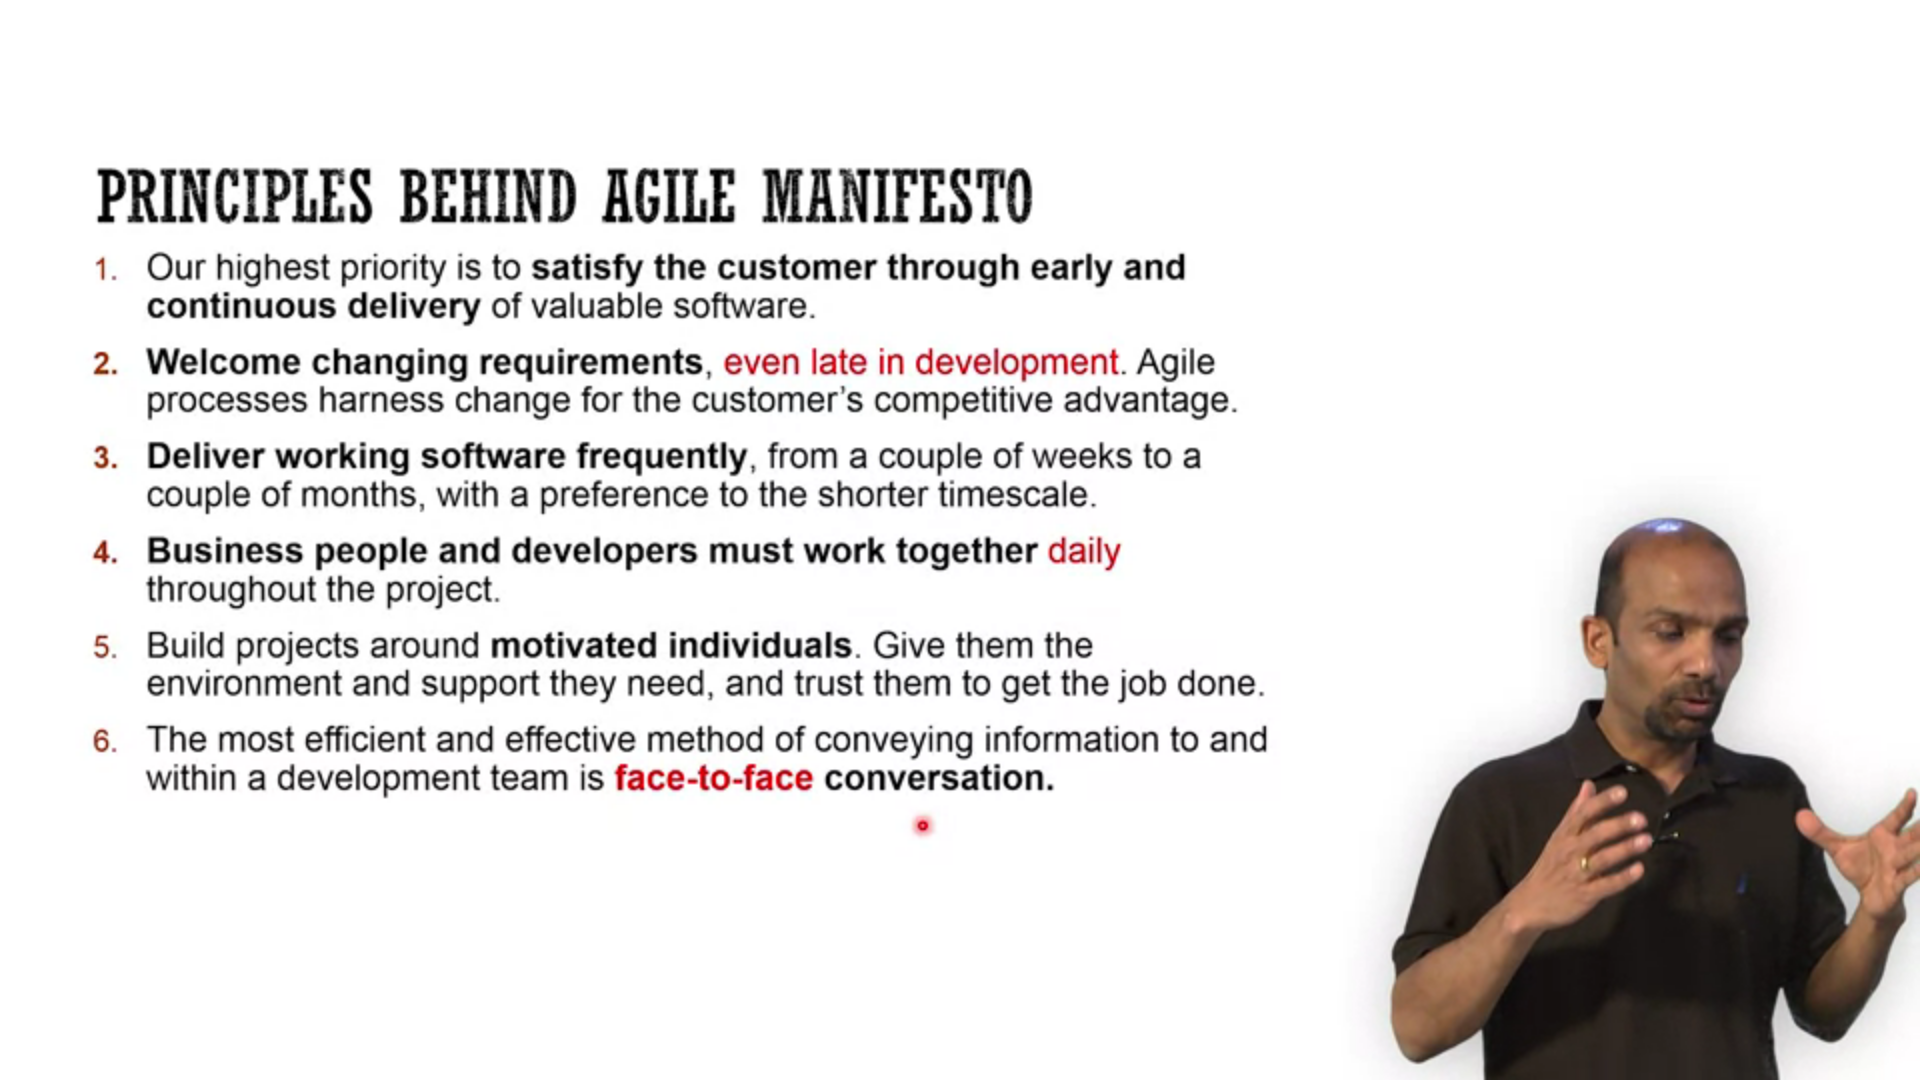 PRINCIPLES BEHIND AGILE MANIFESTO
1. Our highest priority is to satisfy the customer through early and
continuous delivery of valuable software.
2. Welcome changing requirements, even late in development. Agile
processes harness change for the customer’s competitive advantage.
3. Deliver working software frequently, from a couple of weeks to a
couple of months, with a preference to the shorter timescale.
4. Business people and developers must work together daily
throughout the project.
5. Build projects around motivated individuals. Give them the
environment and support they need, and trust them to get the job done.
6. The most efficient and effective method of conveying information to and
within a development team is face-to-face conversation.